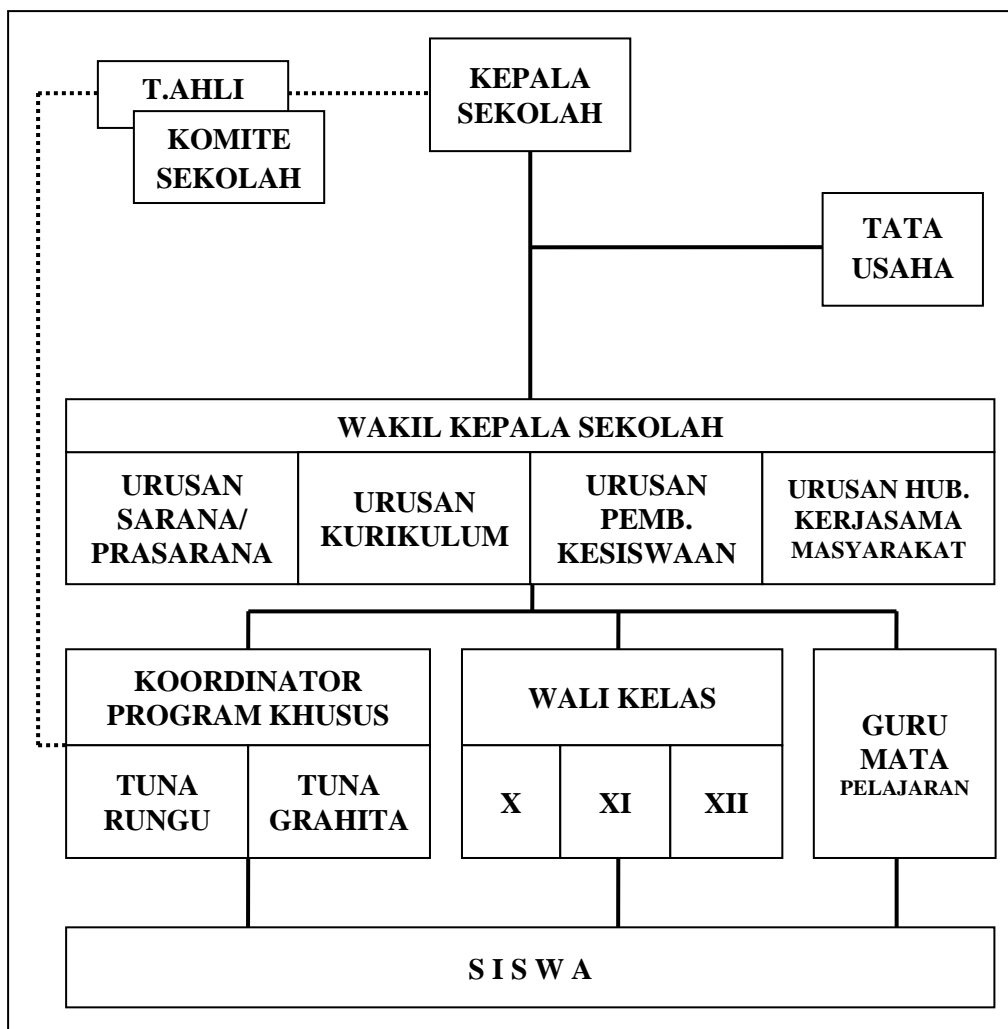 T.AHLI
KOMITE
SEKOLAH
KEPALA
SEKOLAH
TATA
USAHA
WAKIL KEPALA SEKOLAH
URUSAN
SARANA/
PRASARANA
URUSAN
KURIKULUM
URUSAN
PEMB.
KESISWAAN
URUSAN HUB.
KERJASAMA
MASYARAKAT
KOORDINATOR
PROGRAM KHUSUS
TUNA
RUNGU
TUNA
GRAHITA
WALI KELAS
X
XI
XII
GURU
MATA
PELAJARAN
S I S W A